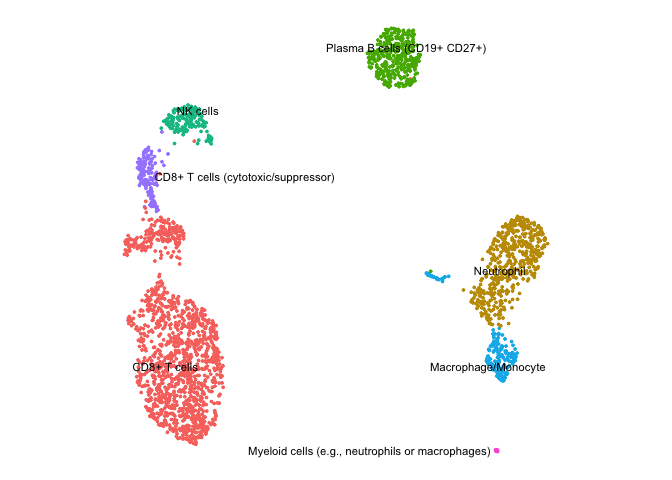 Plasma B cells (CD19+ CD27+)
NK cells
CD8+ T cells (cytotoxic/suppressor)
Neutrophil
CD8+ T cells
Macrophage/Monocyte
Myeloid cells (e.g., neutrophils or macrophages)